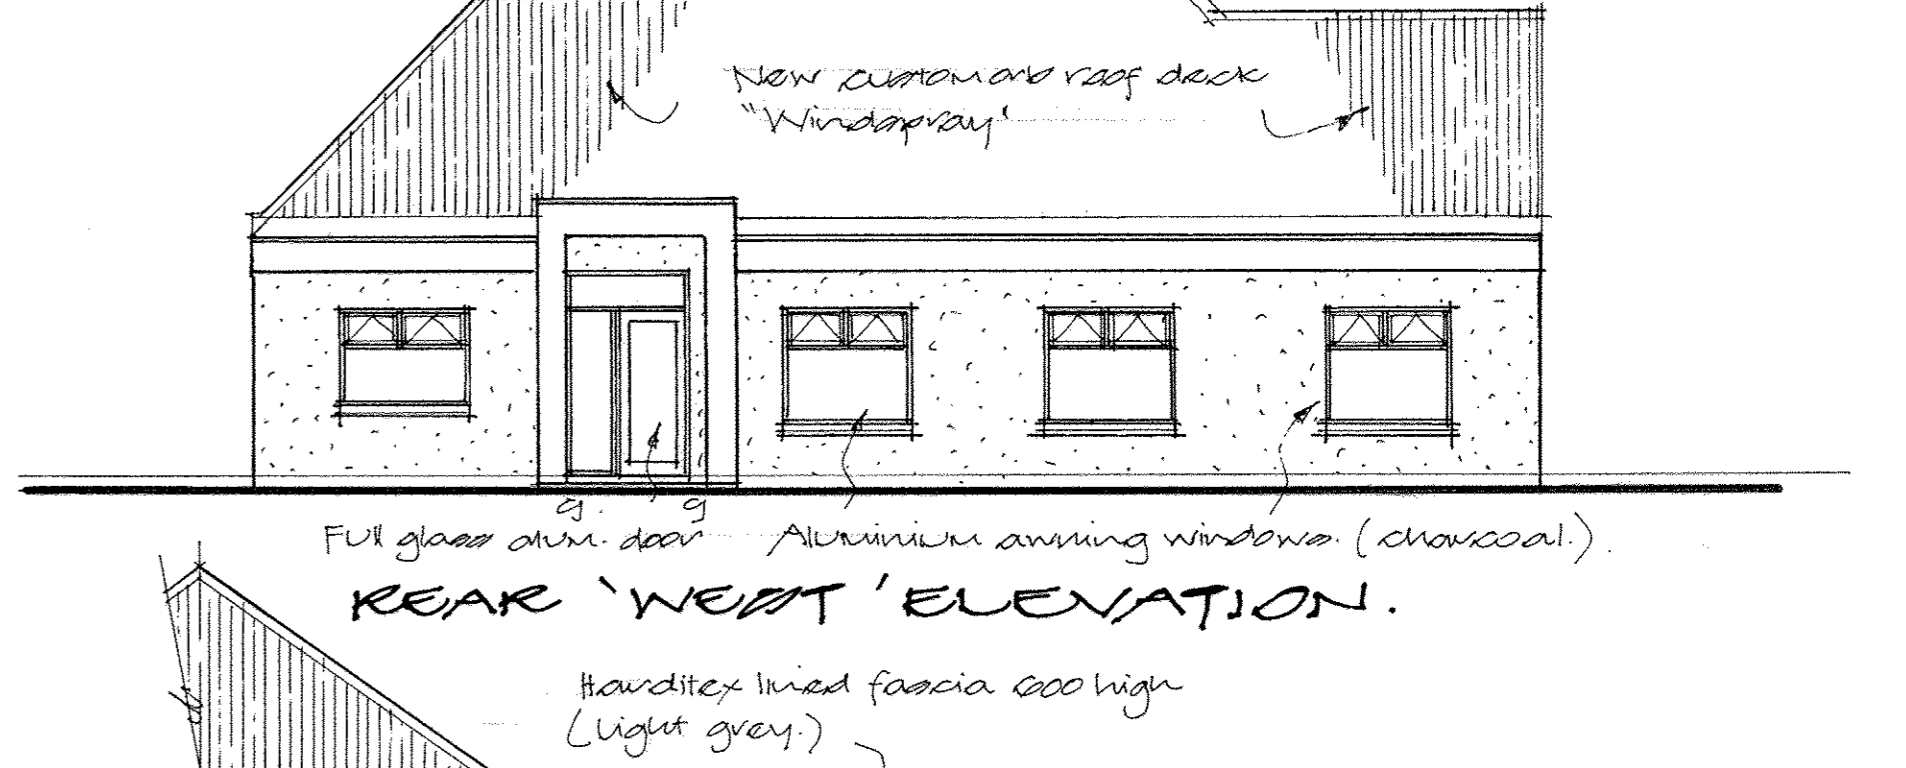 New customorb roof deck
"Windspray"
g. g
Full glass alum. door Aluminium awning windows. (charcoal.).
REAR 'WEST' ELEVATION.
Harditex lined fascia 600 high
(Light grey.)